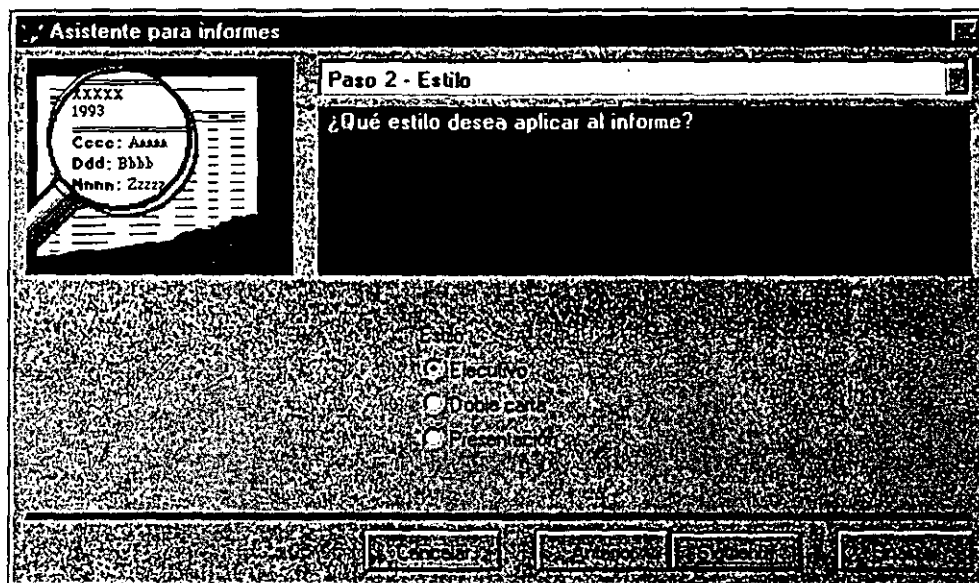 Asistente para informes
XXXXX
1993
Cccc: Aaaaa
Ddd: Bbbb
Nnnn: Zzzzz
Paso 2 - Estilo
¿Qué estilo desea aplicar al informe?
Estilo
Ejecutivo
Doble carta
Presentación
Cancelar